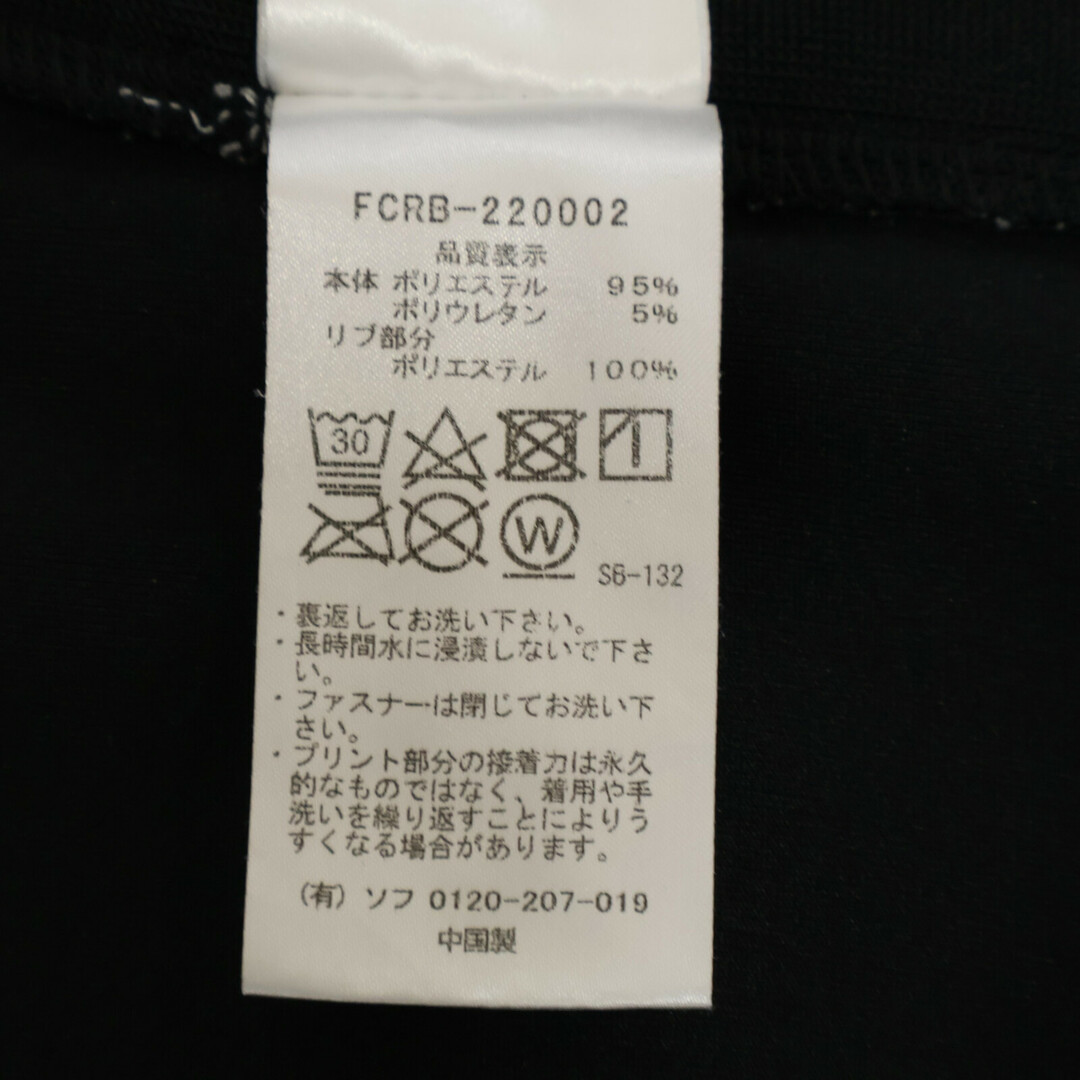 FCRB-220002
品質表示
本体 ポリエステル 95%
ポリウレタン 5%
リブ部分
ポリエステル 100%
30
W
SB-132
・裏返してお洗い下さい。
・長時間水に浸漬しないで下さ
い。
・ファスナーは閉じてお洗い下
さい。
・プリント部分の接着力は永久
的なものではなく、着用や手
洗いを繰り返すことによりう
すくなる場合があります。
(有) ソフ 0120-207-019
中国製